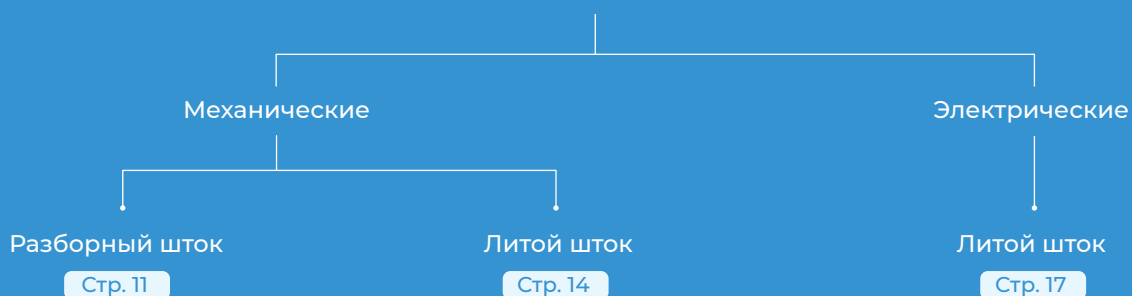 Механические
Электрические
Разборный шток
Литой шток
Литой шток
Стр. 11
Стр. 14
Стр. 17